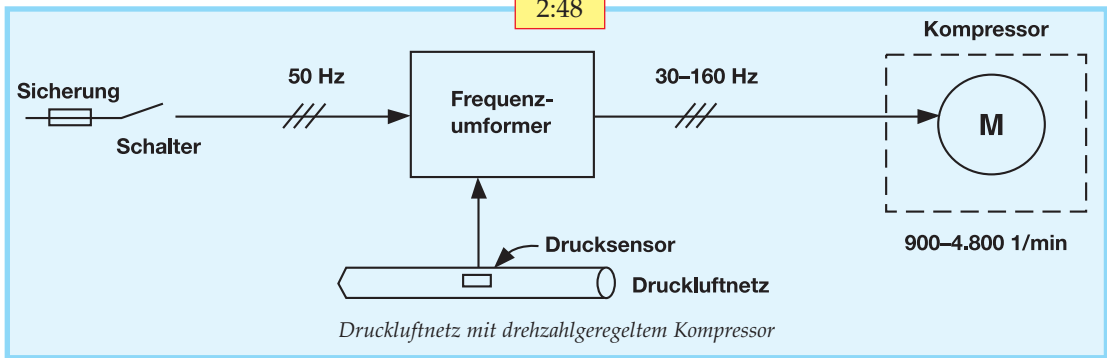 2:48
Kompressor
Sicherung
50 Hz
30–160 Hz
Frequenz-
umformer
M
Schalter
900–4.800 1/min
Drucksensor
Druckluftnetz
Druckluftnetz mit drehzahlgeregeltem Kompressor